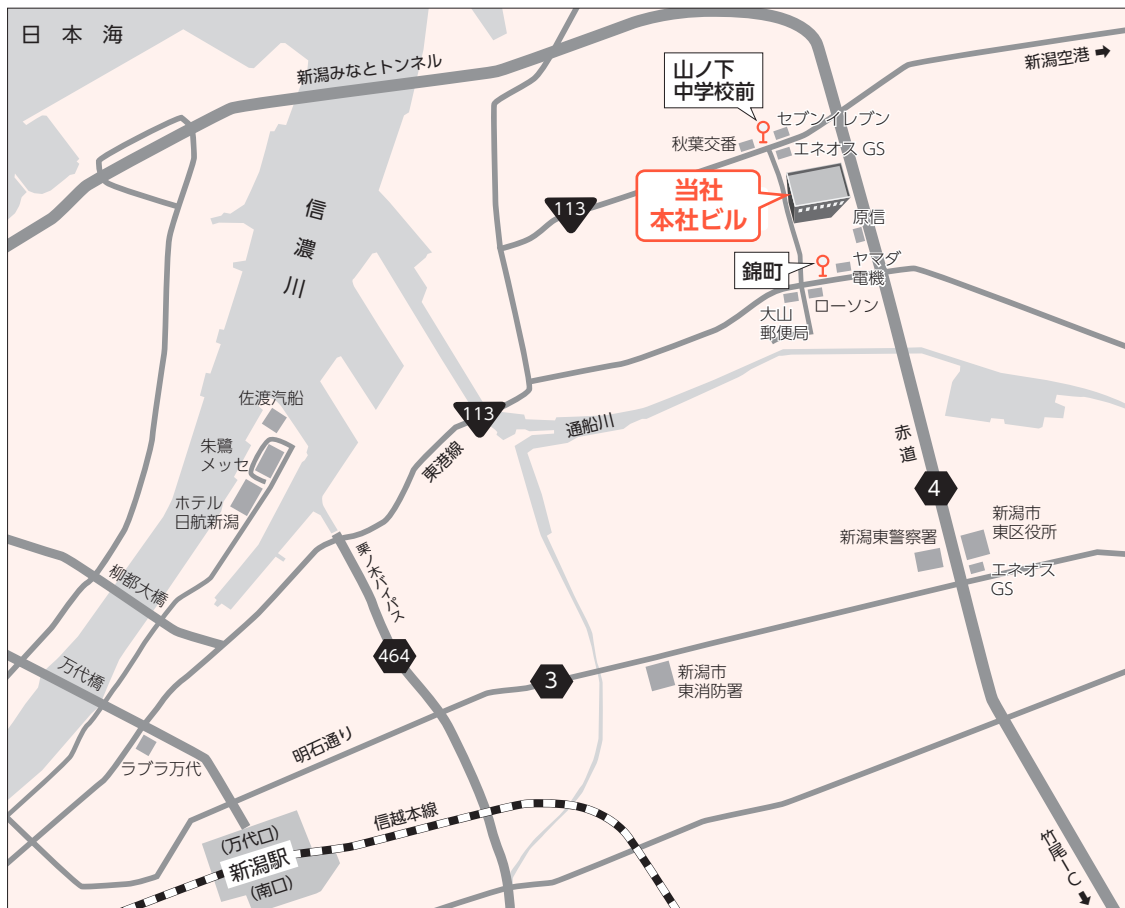 日本海
新潟みなとトンネル
新潟空港
山ノ下
中学校前
セブンイレブン
秋葉交番
エネオス GS
当社
本社ビル
113
原信
錦町
ヤマダ
電機
ローソン
大山
郵便局
信濃川
佐渡汽船
113
通船川
朱鷺
メッセ
東港線
赤道
4
ホテル
日航新潟
新潟市
東区役所
新潟東警察署
エネオス
GS
栗ノ木バイパス
柳都大橋
464
万代橋
3
新潟市
東消防署
明石通り
ラブラ万代
信越本線
(万代口)
新潟駅
(南口)
竹尾IC